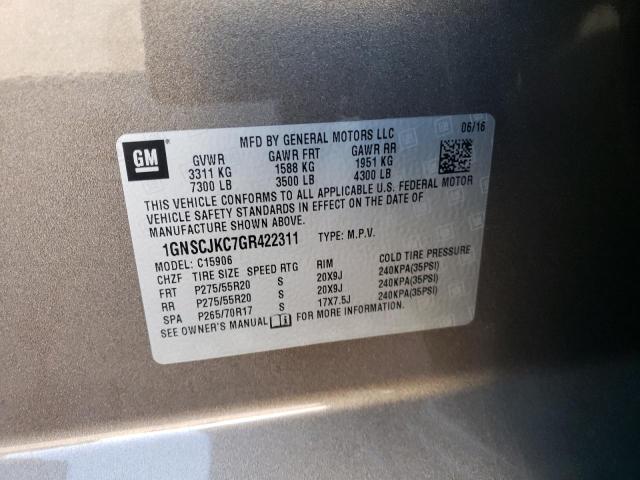 MFD BY GENERAL MOTORS LLC 06/16
GM GVWR GAWR FRT GAWR RR
3311 KG 1588 KG 1951 KG
7300 LB 3500 LB 4300 LB
THIS VEHICLE CONFORMS TO ALL APPLICABLE U.S. FEDERAL MOTOR
VEHICLE SAFETY STANDARDS IN EFFECT ON THE DATE OF
MANUFACTURE SHOWN ABOVE.
1GNSCJKC7GR422311 TYPE: M.P.V.
MODEL: C15906
CHZF TIRE SIZE SPEED RTG RIM COLD TIRE PRESSURE
FRT P275/55R20 S 20X9J 240KPA(35PSI)
RR P275/55R20 S 20X9J 240KPA(35PSI)
SPA P265/70R17 S 17X7.5J 240KPA(35PSI)
SEE OWNER'S MANUAL FOR MORE INFORMATION.